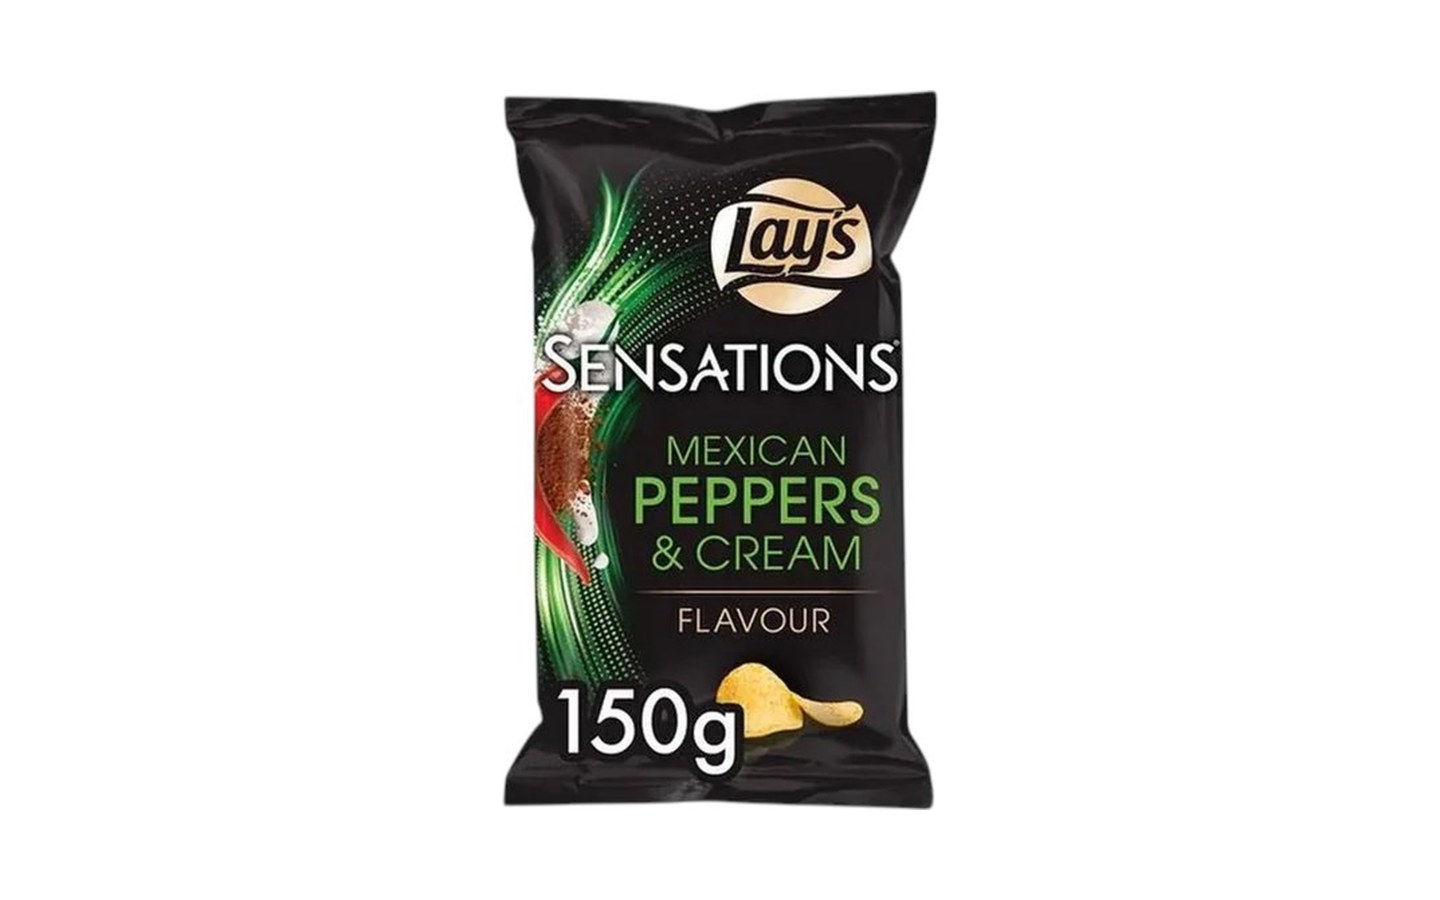 Lay's
SENSATIONS
MEXICAN
PEPPERS
& CREAM
FLAVOUR
150g